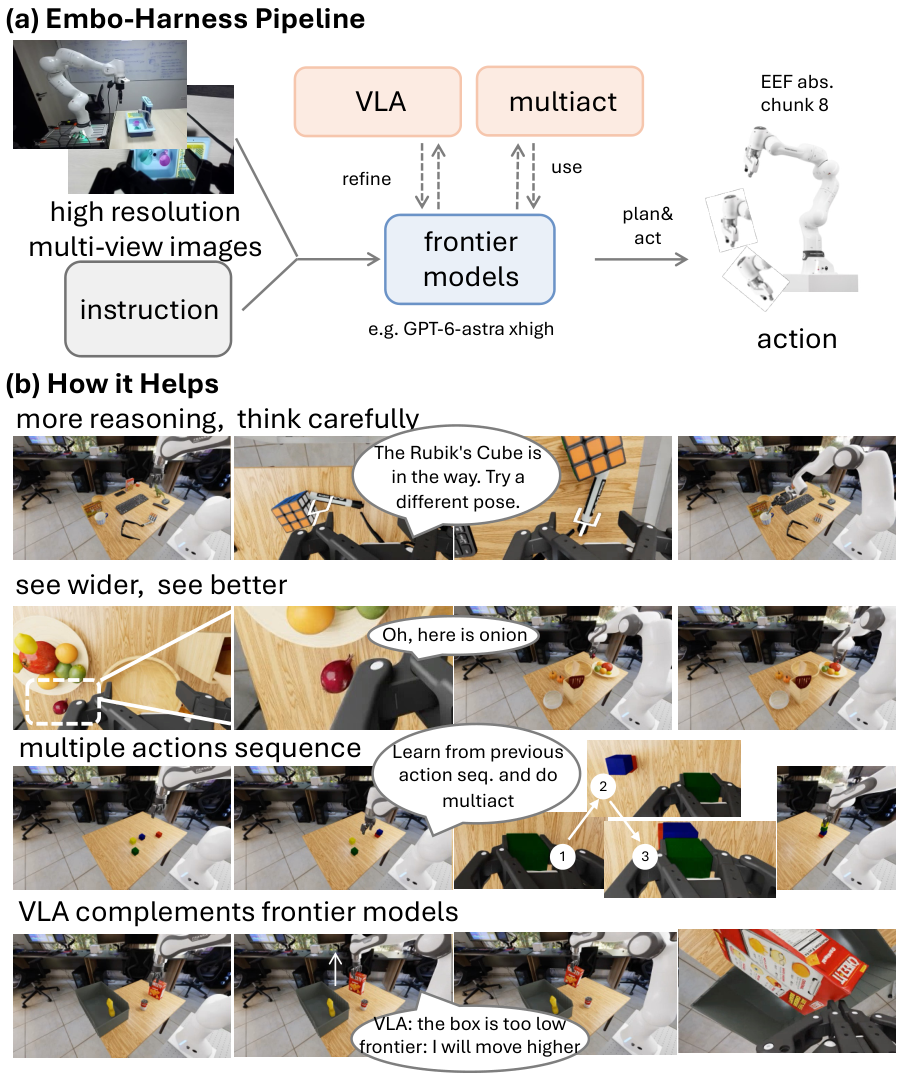 (a) Embo-Harness Pipeline
high resolution
multi-view images
instruction
VLA
multiact
refine
use
frontier
models
e.g. GPT-6-astra xhigh
plan&
act
EEF abs.
chunk 8
action
(b) How it Helps
more reasoning, think carefully
The Rubik's Cube is
in the way. Try a
different pose.
see wider, see better
Oh, here is onion
multiple actions sequence
Learn from previous
action seq. and do
multiact
1
2
3
VLA complements frontier models
VLA: the box is too low
frontier: I will move higher
CHEEZ-IT